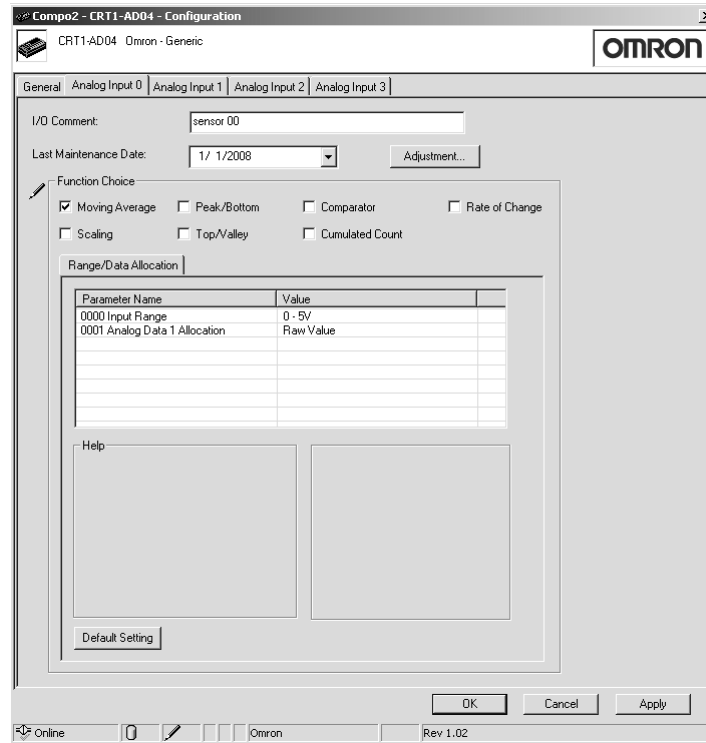 Compo2 - CRT1-AD04 - Configuration
CRT1-AD04 Omron - Generic
OMRON
General Analog Input 0 Analog Input 1 Analog Input 2 Analog Input 3
I/O Comment: sensor 00
Last Maintenance Date: 1/ 1/2008 Adjustment...
Function Choice
Moving Average Peak/Bottom Comparator Rate of Change
Scaling Top/Valley Cumulated Count
Range/Data Allocation
Parameter Name Value
0000 Input Range 0 - 5V
0001 Analog Data 1 Allocation Raw Value
Help
Default Setting
OK Cancel Apply
Online Omron Rev 1.02